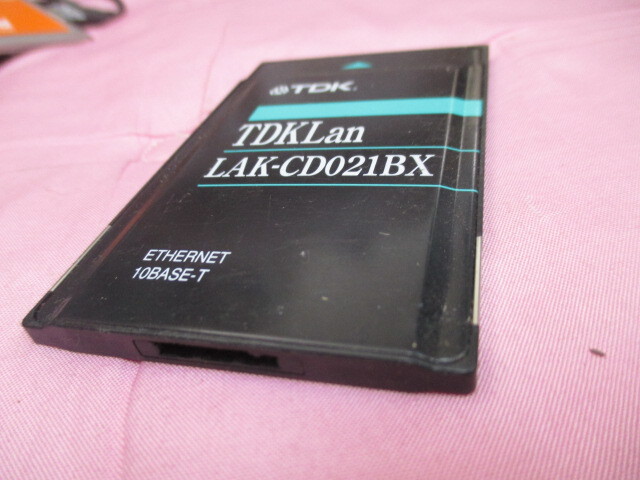 TDK
TDKLan
LAK-CD021BX
ETHERNET
10BASE-T